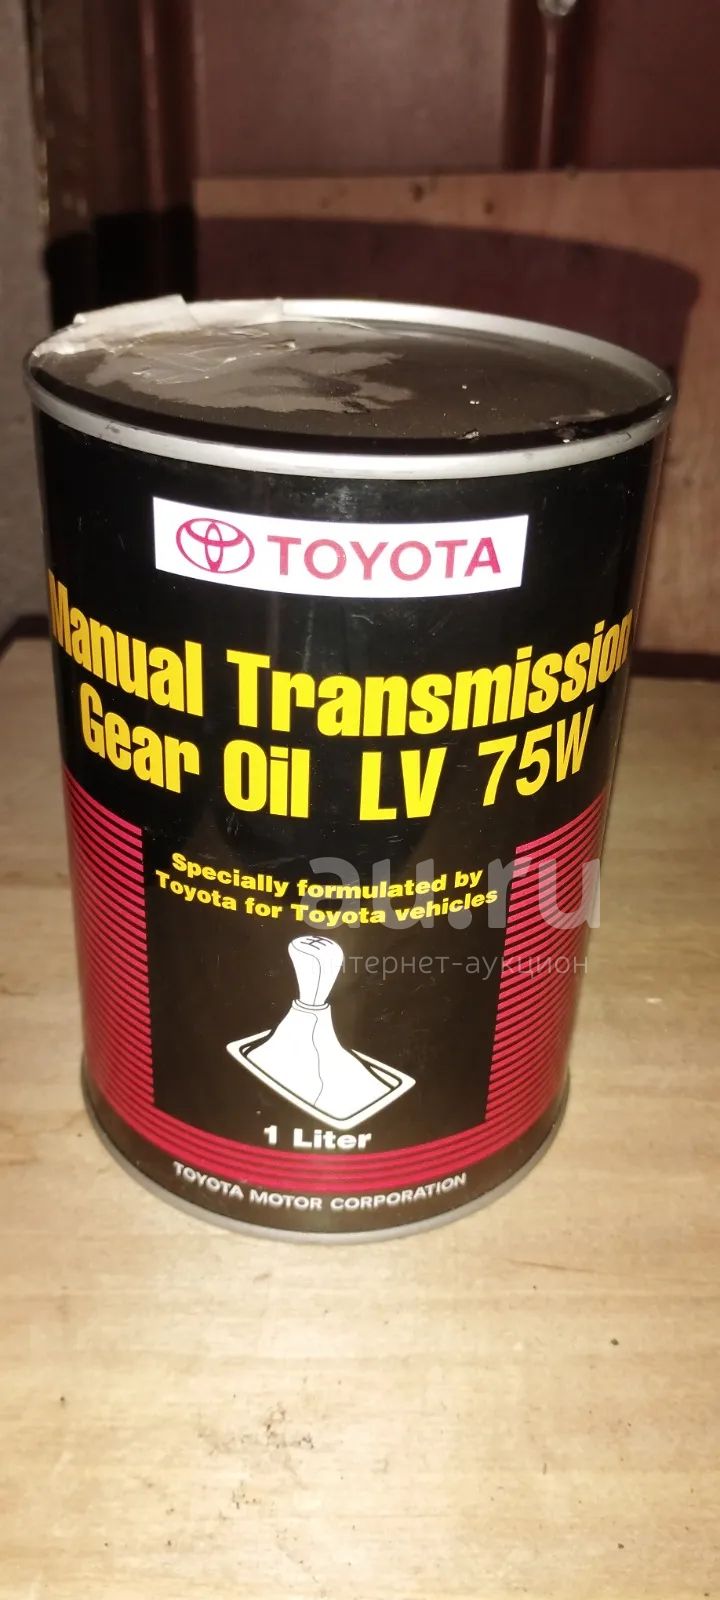 TOYOTA
Manual Transmission
Gear Oil LV 75W
Specially formulated by
Toyota for Toyota vehicles
au.ru
интернет-аукцион
1 Liter
TOYOTA MOTOR CORPORATION